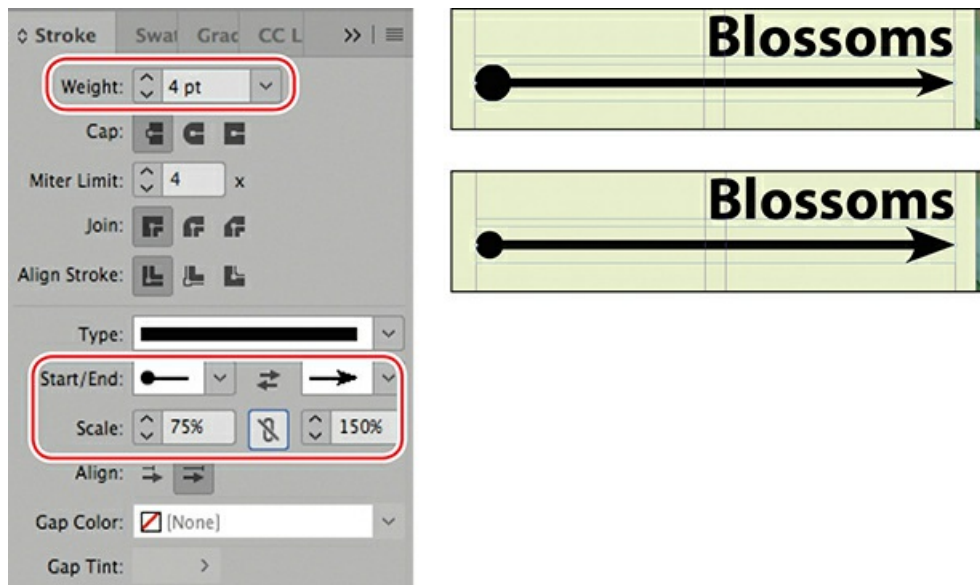 Stroke Swat Grad CC L
Weight: 4 pt
Cap:
Miter Limit: 4 x
Join:
Align Stroke:
Type:
Start/End:
Scale: 75% 150%
Align:
Gap Color: [None]
Gap Tint:
Blossoms
Blossoms